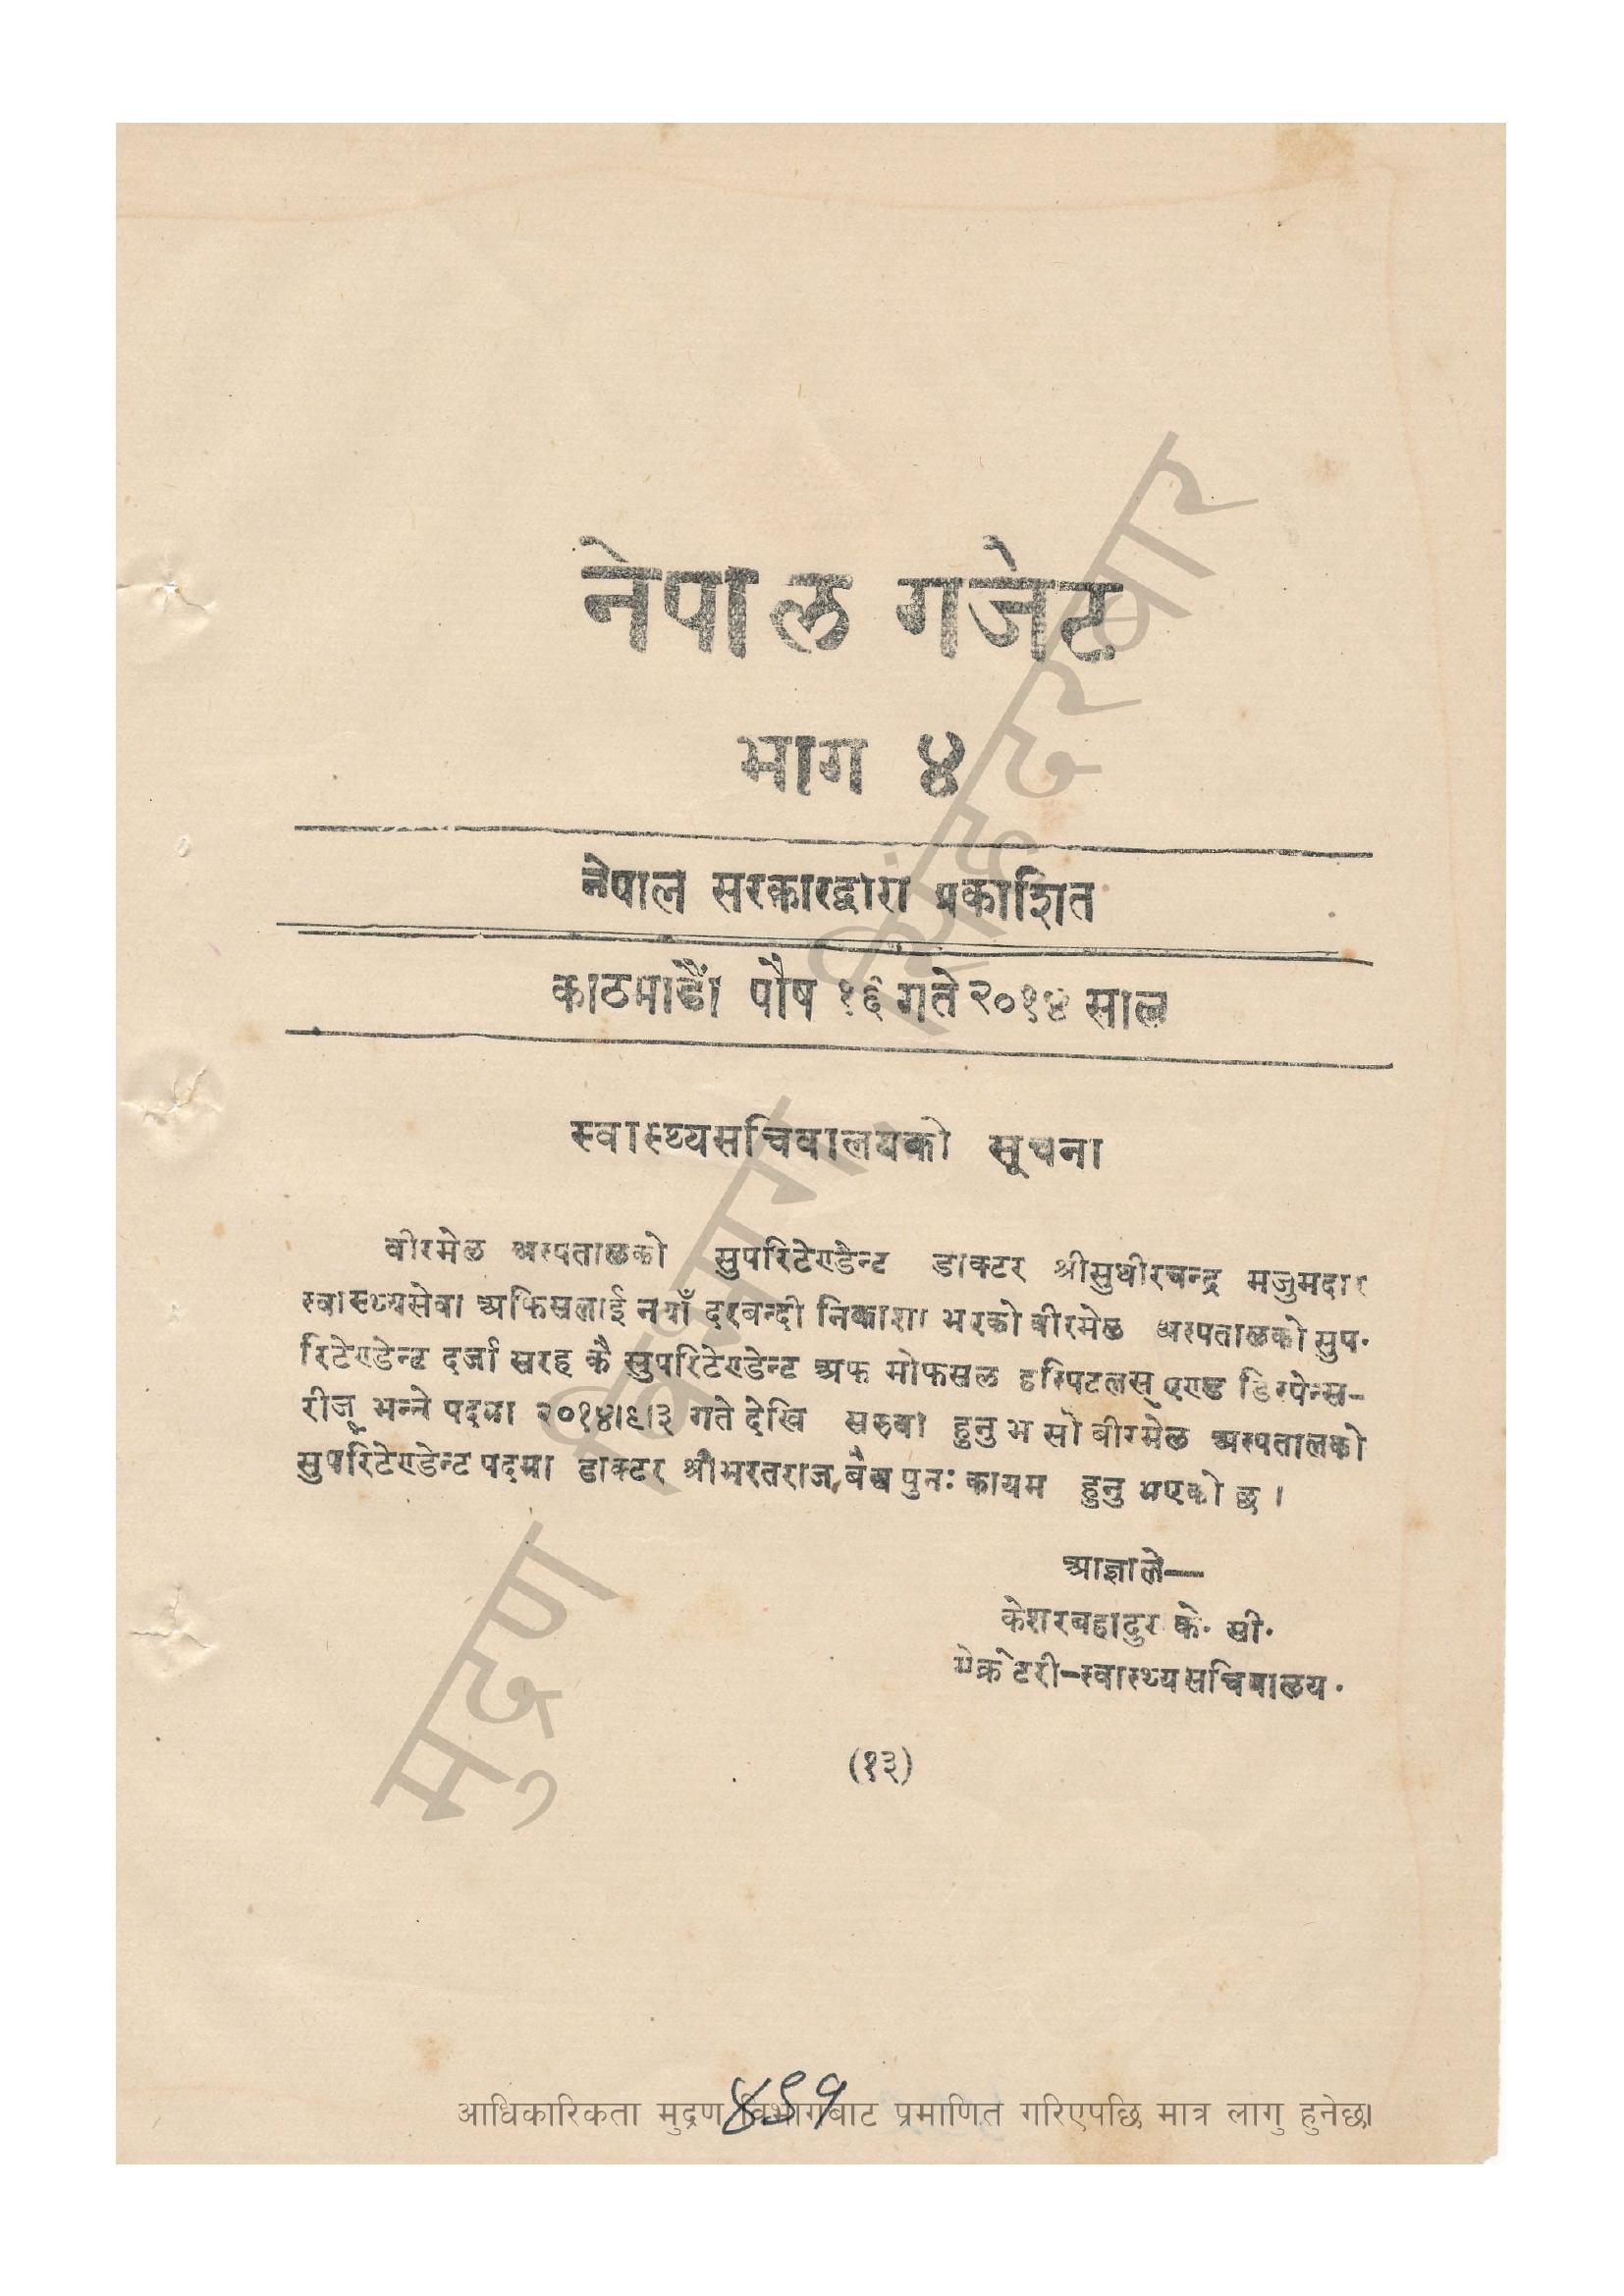 नेपाल गजेट
भाग ४
नेपाल सरकारद्वारा प्रकाशित
काठमाडौं पौष १६ गते २०१४ साल
स्वास्थ्यसचिवालयको सूचना
वीरमेल अस्पतालको सुपरिटेण्डेन्ट डाक्टर श्रीसुधीरचन्द्र मजुमदार
स्वास्थ्यसेवा अफिसलाई नयाँ दरबन्दी निकाशा भएको बीरमेल अस्पतालको सुप-
रिटेण्डेन्ट दर्जा सरह कै सुपरिटेण्डेन्ट अफ मोफसल हस्पिटलस् एण्ड डिस्पेन्स-
रीज् भन्ने पदमा २०१४।९।३ गते देखि सरुवा हुनु भ सो बीरमेल अस्पतालको
सुपरिटेण्डेन्ट पदमा डाक्टर श्रीभरतराज बैद्य पुनः कायम हुनु भएको छ ।
आज्ञाले—
केशरबहादुर के. सी.
सेक्रेटरी-स्वास्थ्यसचिवालय.
(१३)
४९१
मुद्रण विभाग, सिंहदरवार
आधिकारिकता मुद्रण विभागबाट प्रमाणित गरिएपछि मात्र लागु हुनेछ।